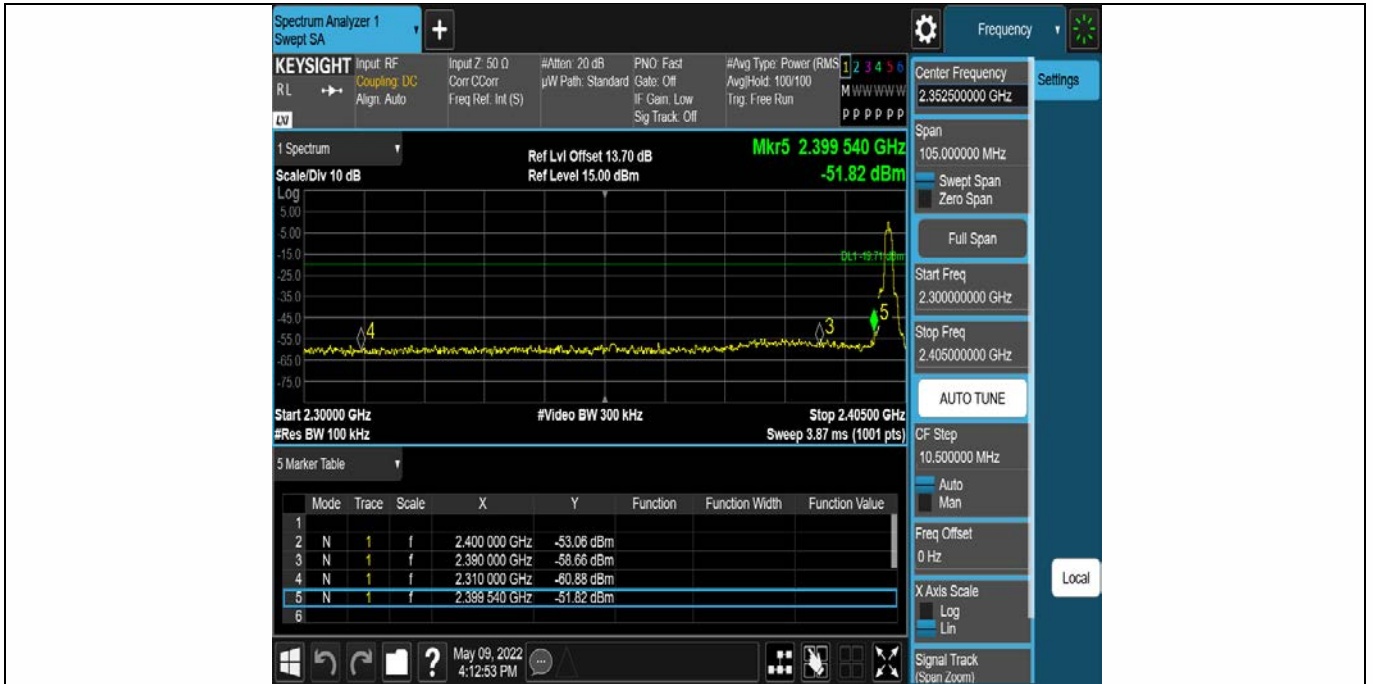 Spectrum Analyzer 1
Swept SA
+
Frequency
KEYSIGHT
RL
LXI
Input: RF
Coupling: DC
Align: Auto
Input Z: 50 Ω
Corr CCorr
Freq Ref: Int (S)
#Atten: 20 dB
µW Path: Standard
PNO: Fast
Gate: Off
IF Gain: Low
Sig Track: Off
#Avg Type: Power (RMS
Avg|Hold: 100/100
Trig: Free Run
1 2 3 4 5 6
M W W W W W
P P P P P P
1 Spectrum
Scale/Div 10 dB
Ref Lvl Offset 13.70 dB
Ref Level 15.00 dBm
Mkr5 2.399 540 GHz
-51.82 dBm
Log
5.00
-5.00
-15.0
-25.0
-35.0
-45.0
-55.0
-65.0
-75.0
DL1 -19.71 dBm
4
3
5
Start 2.30000 GHz
#Video BW 300 kHz
Stop 2.40500 GHz
#Res BW 100 kHz
Sweep 3.87 ms (1001 pts)
5 Marker Table
Mode Trace Scale X Y Function Function Width Function Value
1
2 N 1 f 2.400 000 GHz -53.06 dBm
3 N 1 f 2.390 000 GHz -58.66 dBm
4 N 1 f 2.310 000 GHz -60.88 dBm
5 N 1 f 2.399 540 GHz -51.82 dBm
6
?
May 09, 2022
4:12:53 PM
Center Frequency
2.352500000 GHz
Span
105.000000 MHz
Swept Span
Zero Span
Full Span
Start Freq
2.300000000 GHz
Stop Freq
2.405000000 GHz
AUTO TUNE
CF Step
10.500000 MHz
Auto
Man
Freq Offset
0 Hz
X Axis Scale
Log
Lin
Signal Track
(Span Zoom)
Settings
Local